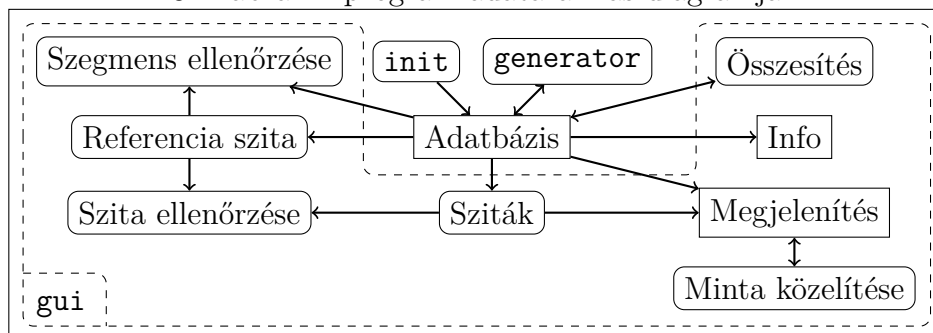 Szegmens ellenőrzése
init
generator
Összesítés
Referencia szita
Adatbázis
Info
Szita ellenőrzése
Sziták
Megjelenítés
Minta közelítése
gui